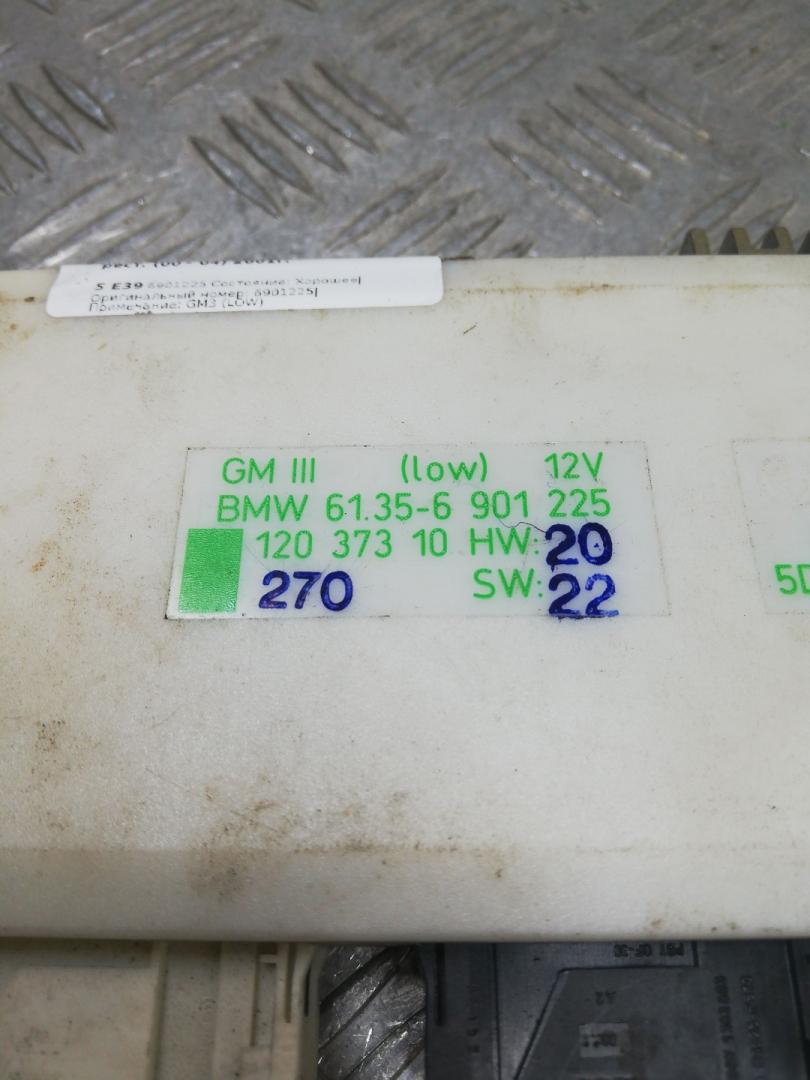 5 E39 6901225 Состояние: Хорошее|
Оригинальный номер: 6901225|
Примечание: GM3 (LOW)
GM III (low) 12V
BMW 61.35-6 901 225
120 373 10 HW: 20
270 SW: 22
5D